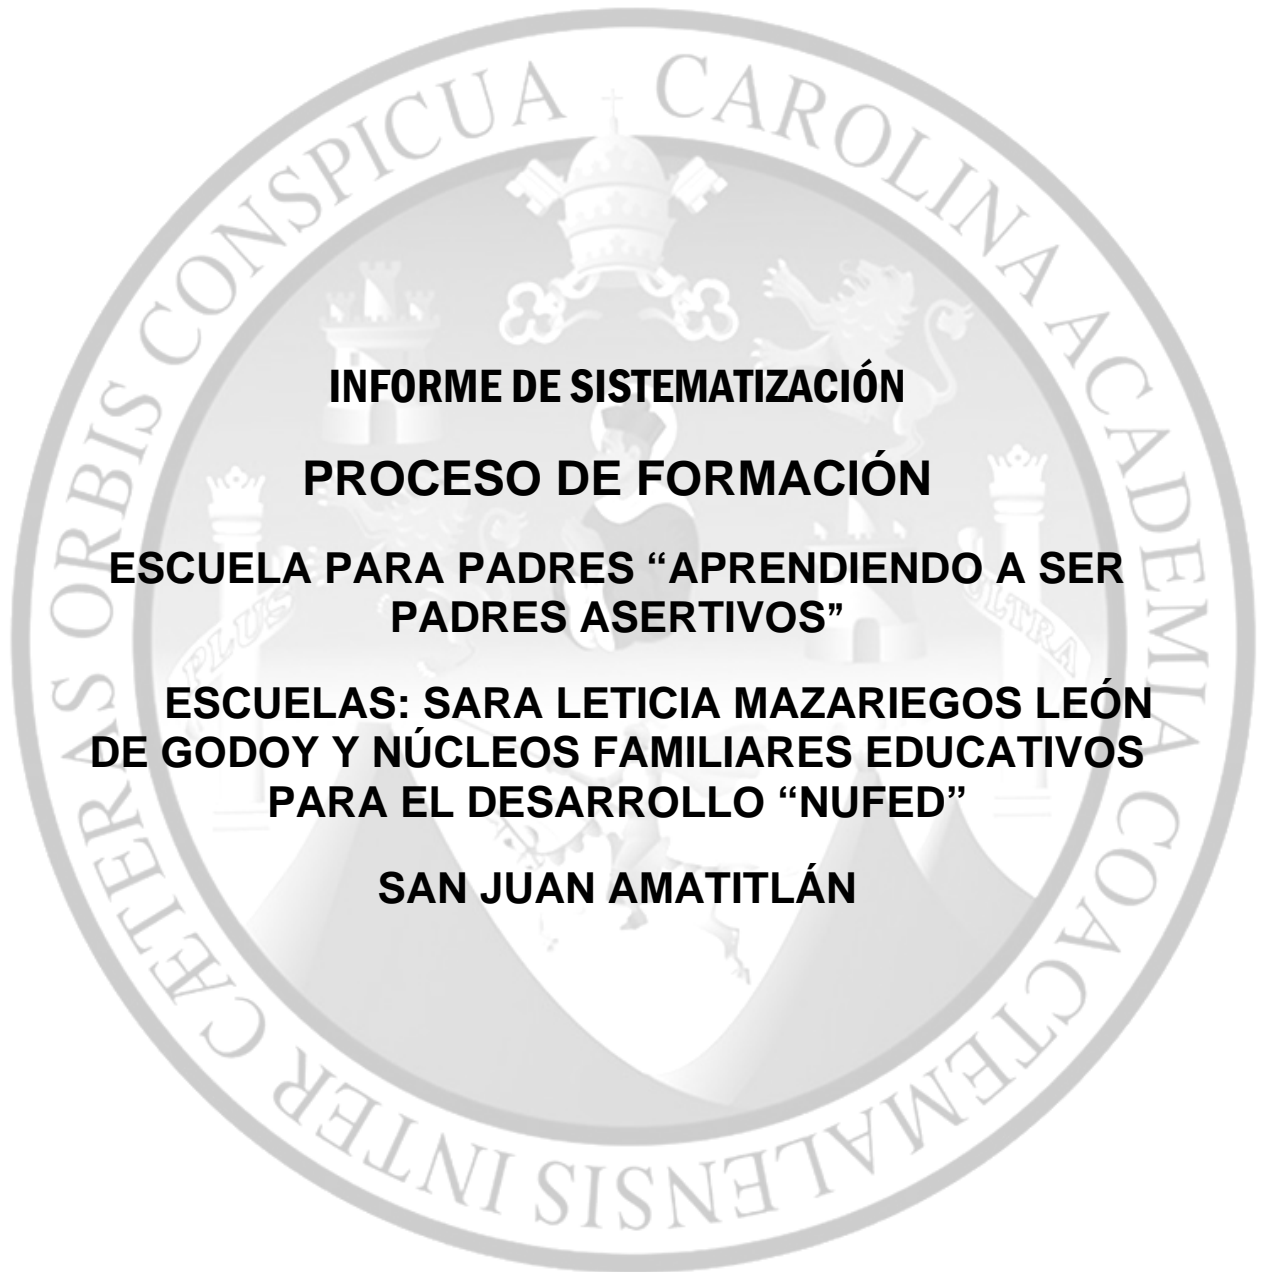 CAROLINA ACADEMIA COACTEMALENSIS INTER CÆTERAS ORBIS CONSPICUA
INFORME DE SISTEMATIZACIÓN
PROCESO DE FORMACIÓN
ESCUELA PARA PADRES “APRENDIENDO A SER
PADRES ASERTIVOS”
PLUS
ULTRA
ESCUELAS: SARA LETICIA MAZARIEGOS LEÓN
DE GODOY Y NÚCLEOS FAMILIARES EDUCATIVOS
PARA EL DESARROLLO “NUFED”
SAN JUAN AMATITLÁN